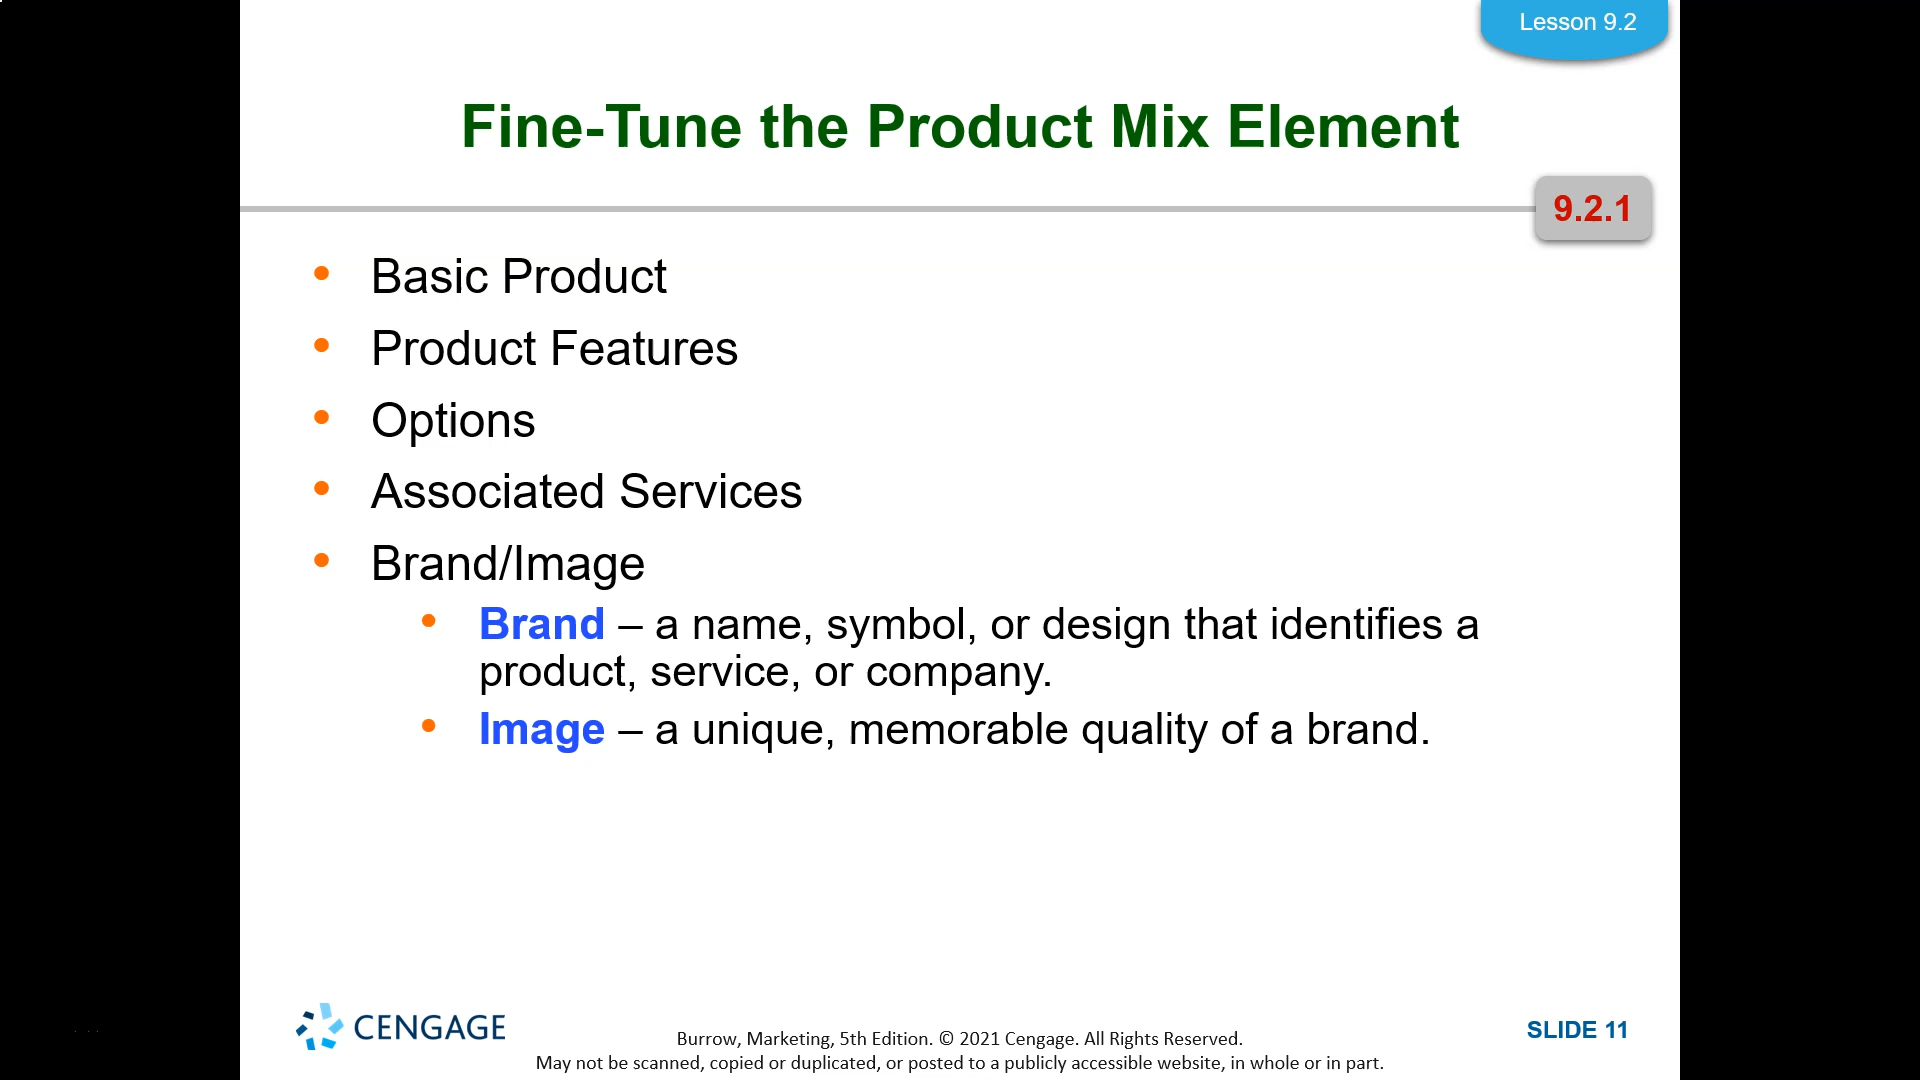 Lesson 9.2
Fine-Tune the Product Mix Element
9.2.1
• Basic Product
• Product Features
• Options
• Associated Services
• Brand/Image
• Brand – a name, symbol, or design that identifies a
product, service, or company.
• Image – a unique, memorable quality of a brand.
CENGAGE
Burrow, Marketing, 5th Edition. © 2021 Cengage. All Rights Reserved.
May not be scanned, copied or duplicated, or posted to a publicly accessible website, in whole or in part.
SLIDE 11